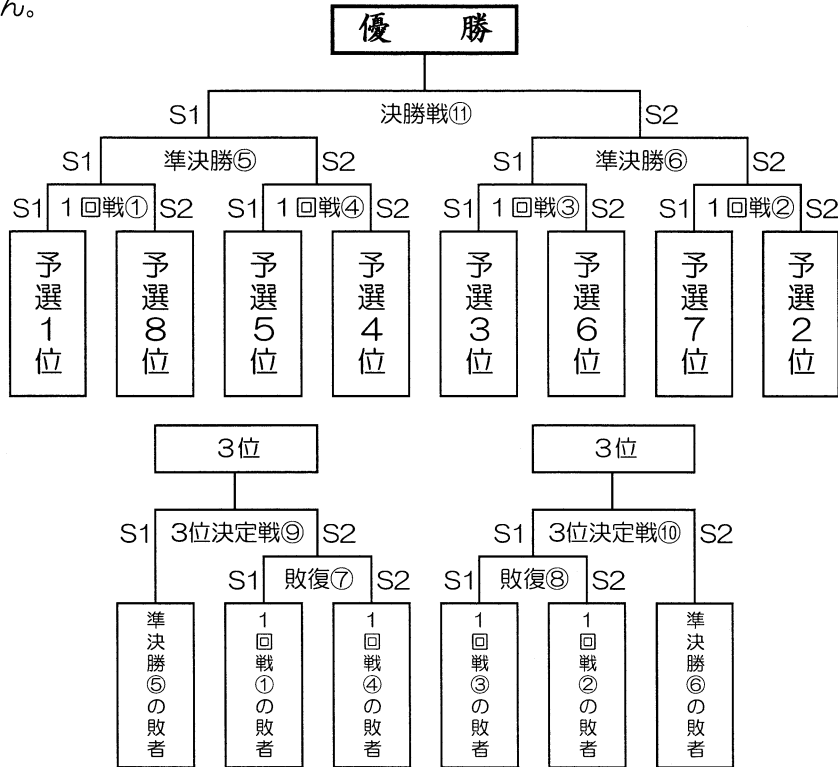 ん。
優 勝
S1 決勝戦⑪ S2
S1 準決勝⑤ S2 S1 準決勝⑥ S2
S1 1回戦① S2 S1 1回戦④ S2 S1 1回戦③ S2 S1 1回戦② S2
予選1位
予選8位
予選5位
予選4位
予選3位
予選6位
予選7位
予選2位
3位 3位
S1 3位決定戦⑨ S2 S1 3位決定戦⑩ S2
S1 敗復⑦ S2 S1 敗復⑧ S2
準決勝⑤の敗者
1回戦①の敗者
1回戦④の敗者
1回戦③の敗者
1回戦②の敗者
準決勝⑥の敗者